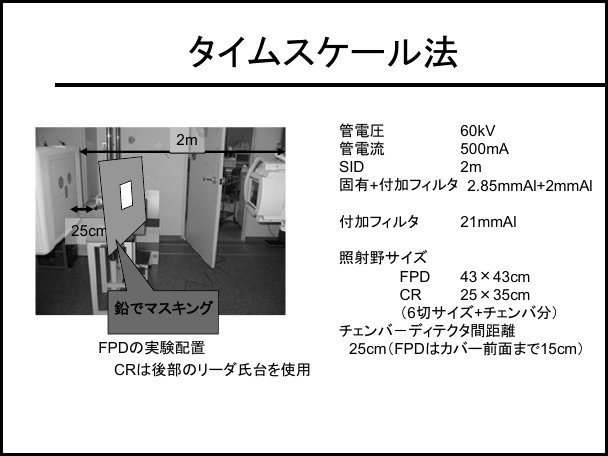 タイムスケール法
2m
25cm
鉛でマスキング
FPDの実験配置
CRは後部のリーダ氏台を使用
管電圧 60kV
管電流 500mA
SID 2m
固有+付加フィルタ 2.85mmAl+2mmAl
付加フィルタ 21mmAl
照射野サイズ
FPD 43×43cm
CR 25×35cm
（6切サイズ+チェンバ分）
チェンバーディテクタ間距離
25cm（FPDはカバー前面まで15cm）